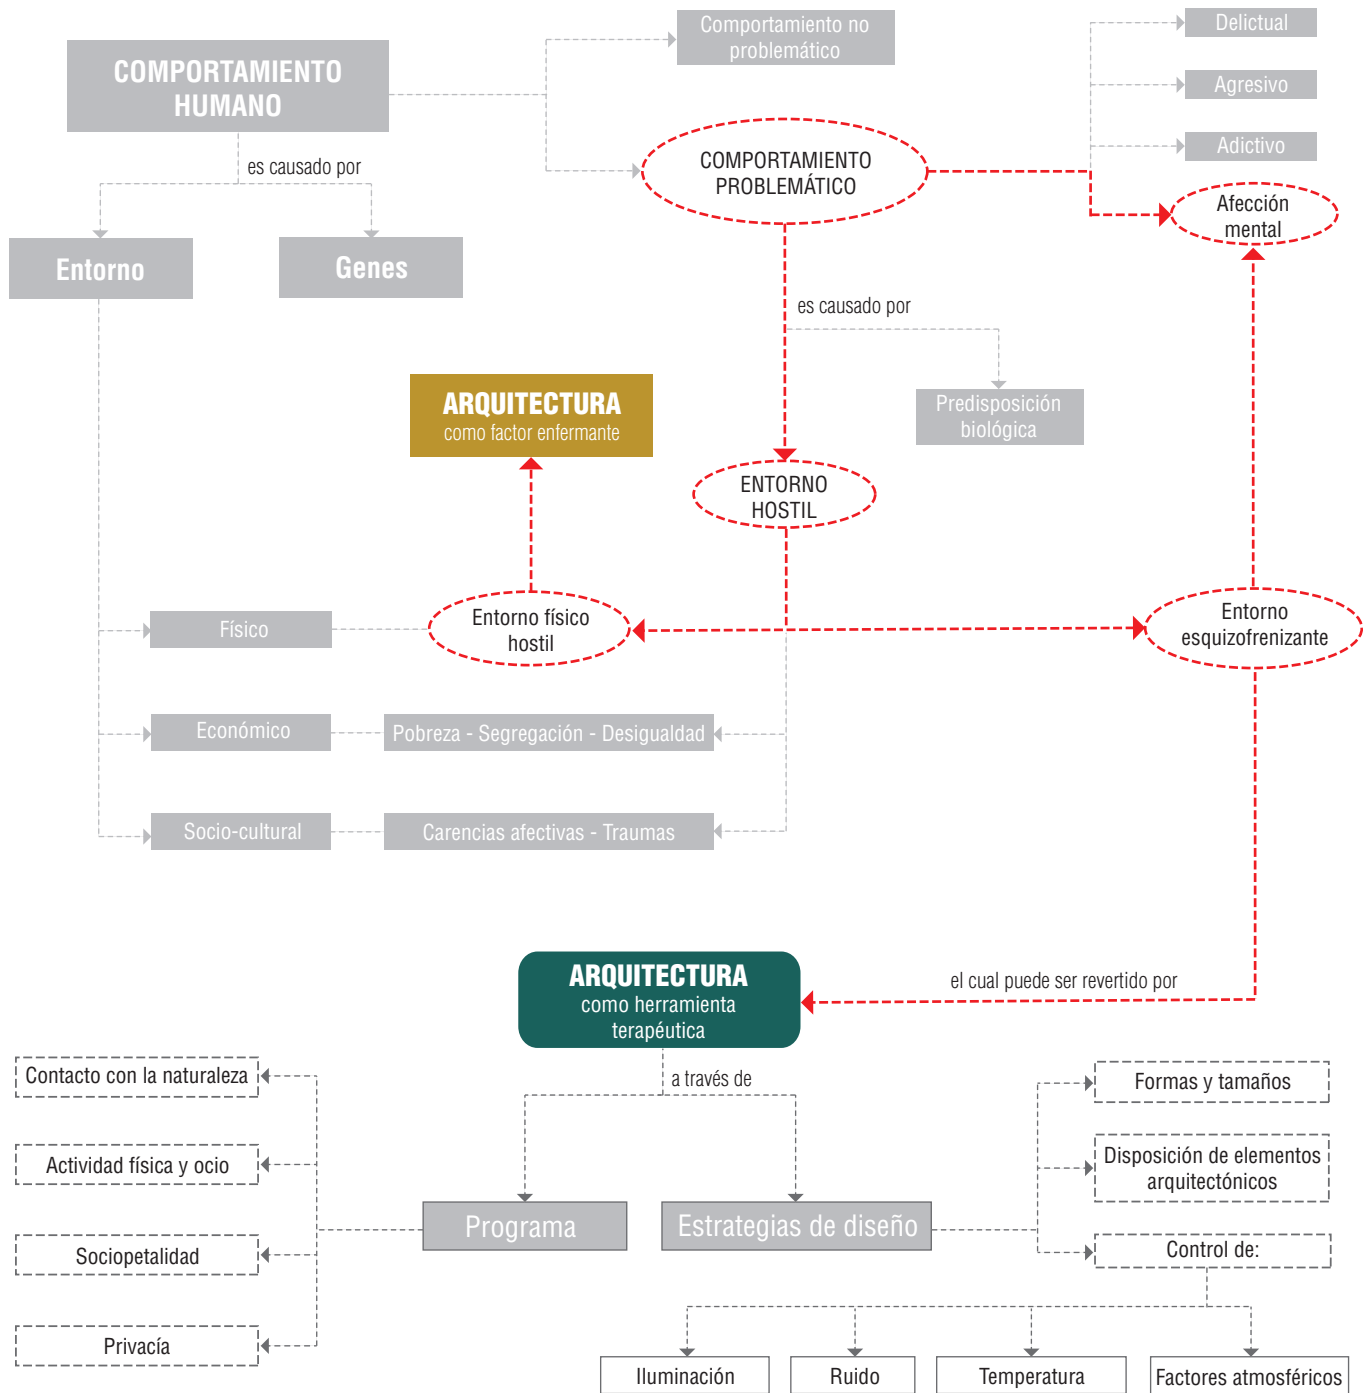 Comportamiento no
problemático
Delictual
COMPORTAMIENTO
HUMANO
Agresivo
Adictivo
es causado por
COMPORTAMIENTO
PROBLEMÁTICO
Afección
mental
Entorno
Genes
es causado por
ARQUITECTURA
como factor enfermante
Predisposición
biológica
ENTORNO
HOSTIL
Físico
Entorno físico
hostil
Entorno
esquizofrenizante
Económico
Pobreza - Segregación - Desigualdad
Socio-cultural
Carencias afectivas - Traumas
ARQUITECTURA
como herramienta
terapéutica
el cual puede ser revertido por
a través de
Contacto con la naturaleza
Actividad física y ocio
Sociopetalidad
Privacía
Programa
Estrategias de diseño
Formas y tamaños
Disposición de elementos
arquitectónicos
Control de:
Iluminación
Ruido
Temperatura
Factores atmosféricos